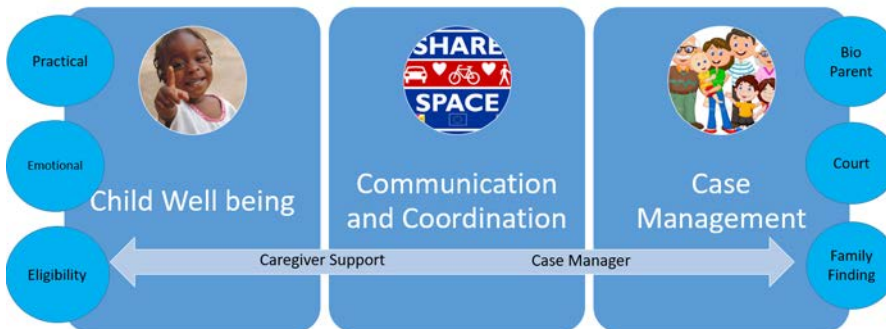 Practical
Emotional
Eligibility
Child Well being
SHARE
SPACE
Communication
and Coordination
Case
Management
Bio
Parent
Court
Family
Finding
Caregiver Support
Case Manager